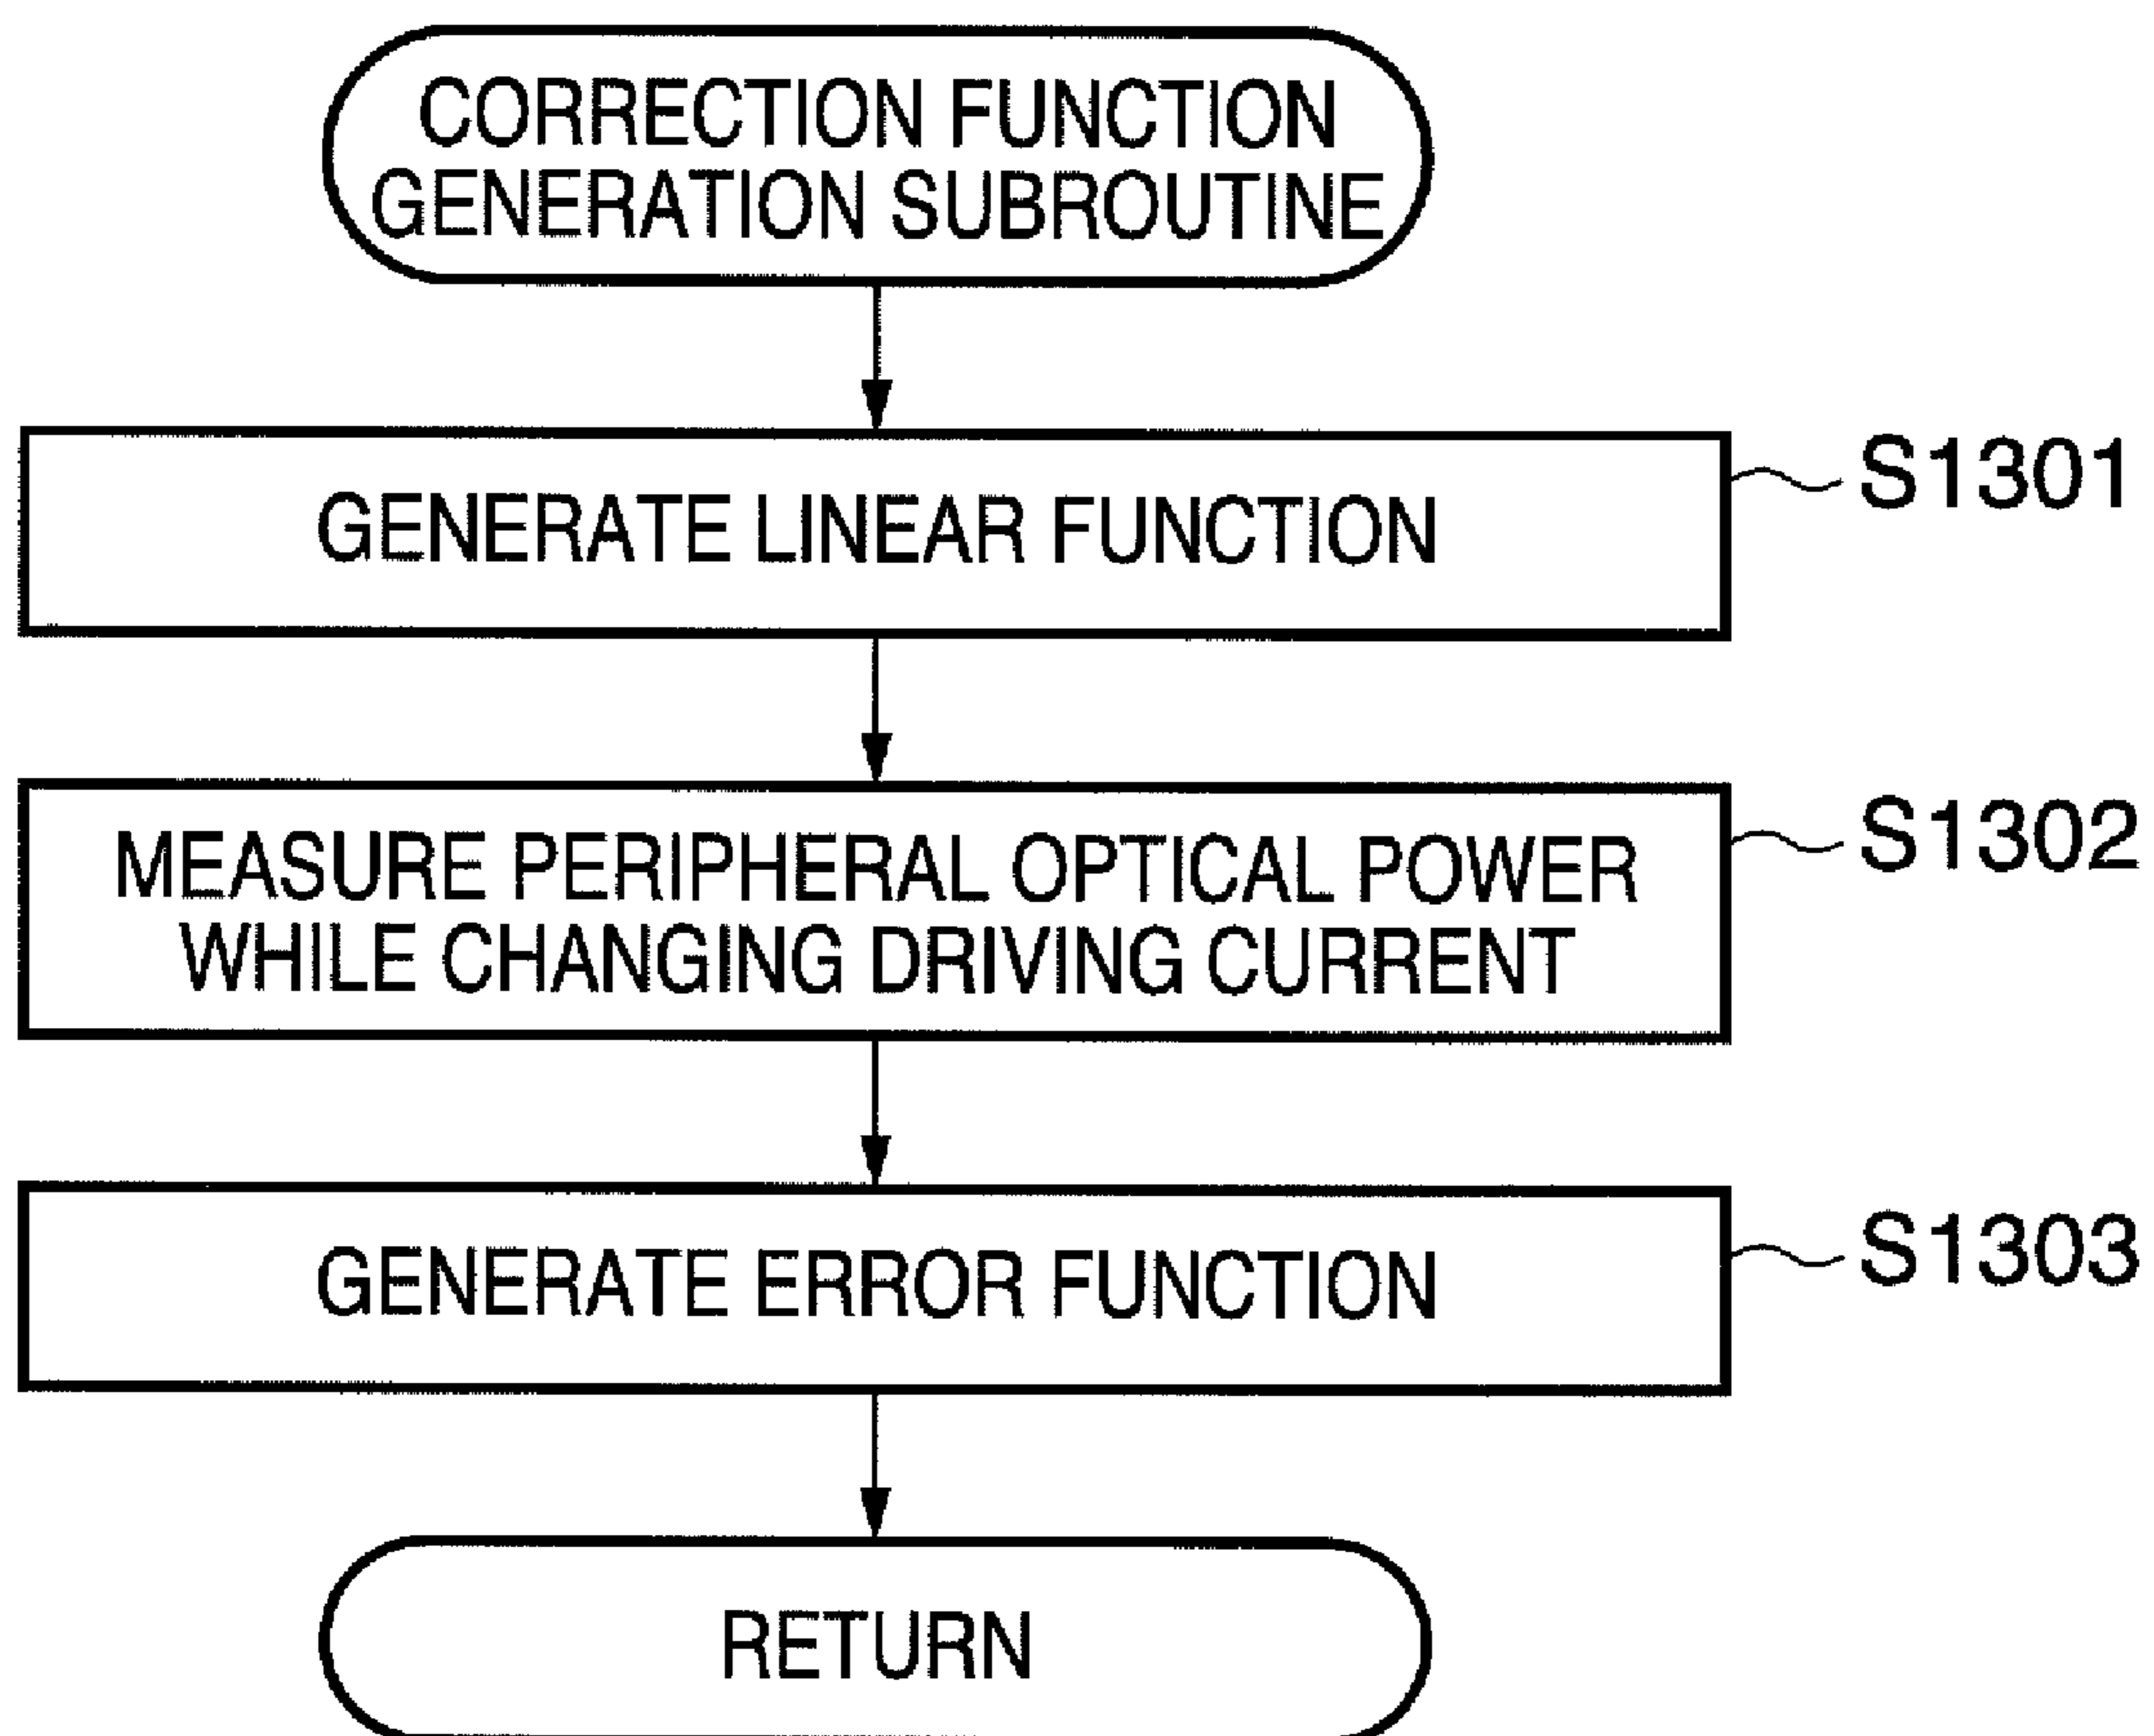 CORRECTION FUNCTION
GENERATION SUBROUTINE
GENERATE LINEAR FUNCTION
S1301
MEASURE PERIPHERAL OPTICAL POWER
WHILE CHANGING DRIVING CURRENT
S1302
GENERATE ERROR FUNCTION
S1303
RETURN